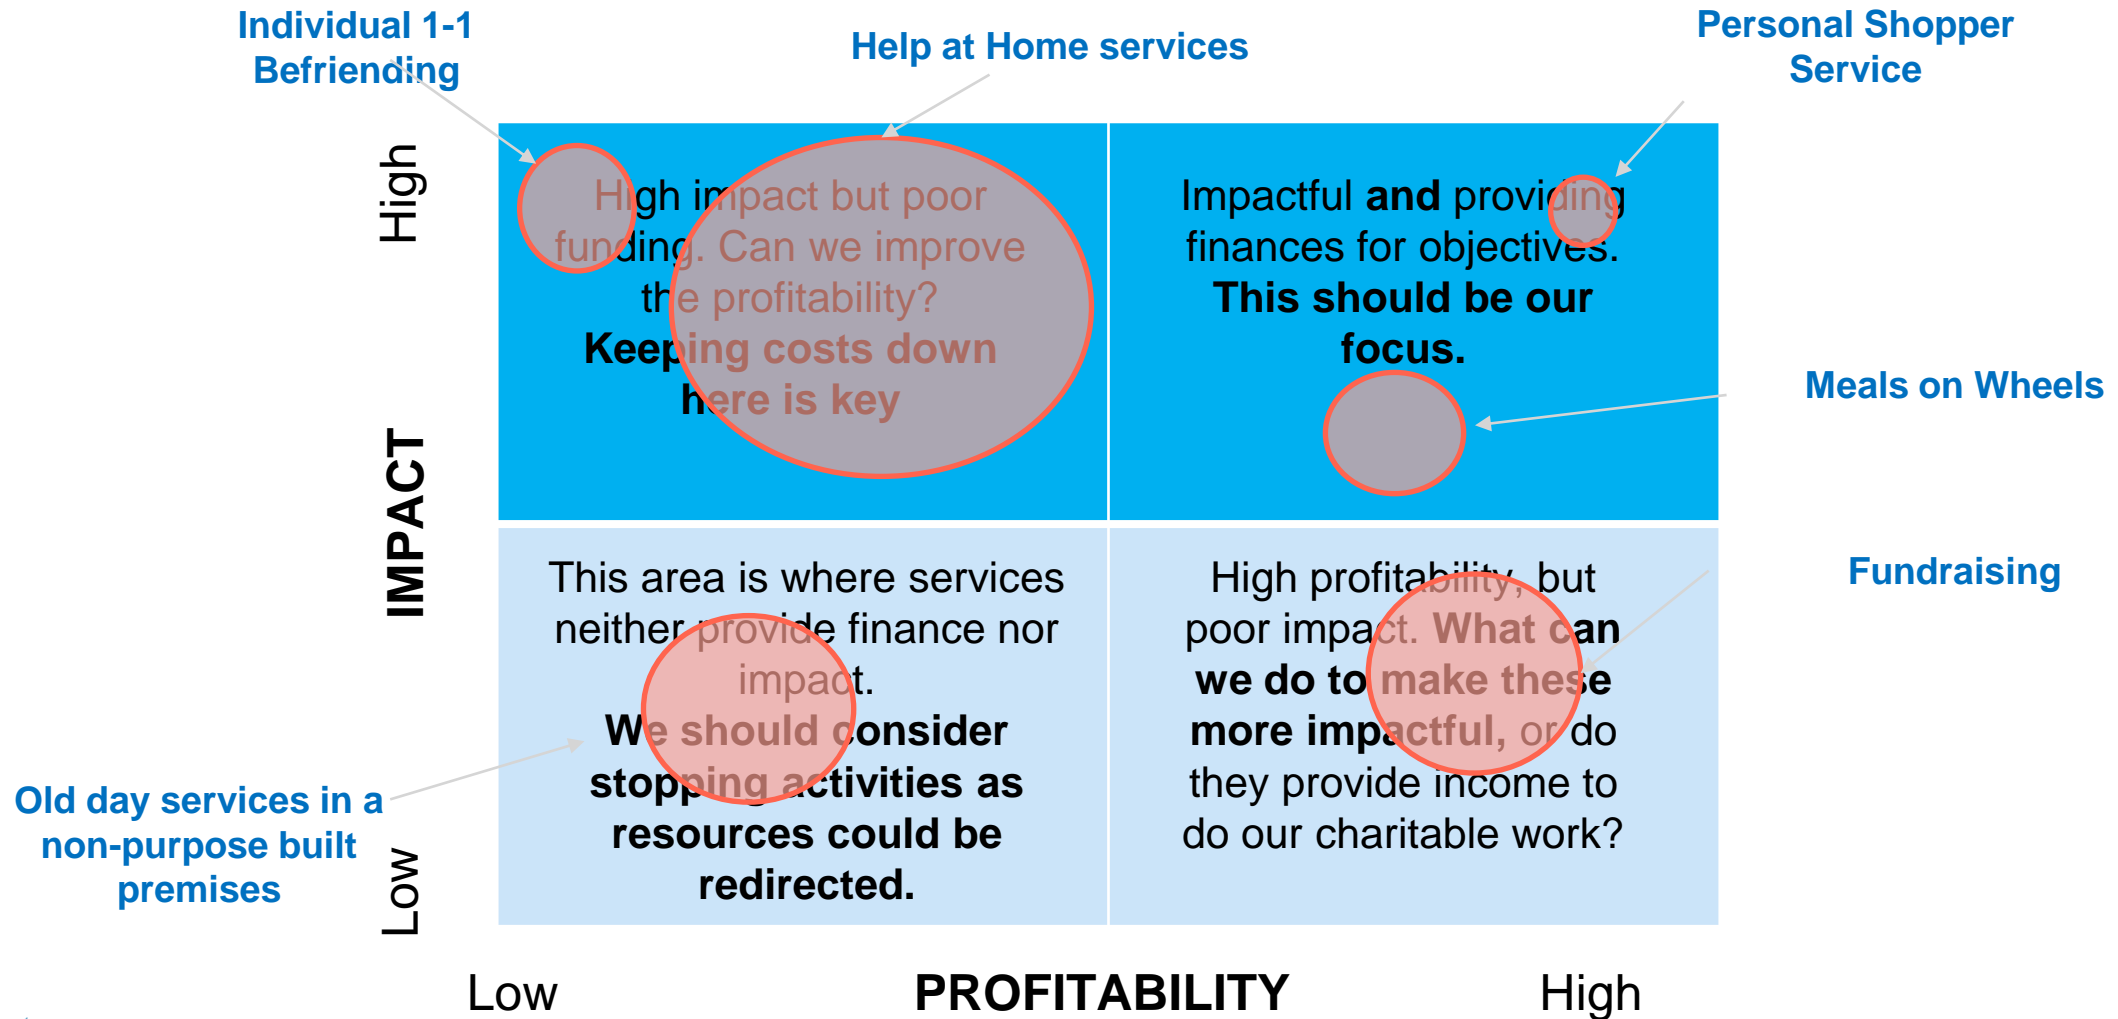 Individual 1-1
Befriending
Help at Home services
Personal Shopper
Service
High
High impact but poor
funding. Can we improve
the profitability?
Keeping costs down
here is key
Impactful and providing
finances for objectives.
This should be our
focus.
Meals on Wheels
IMPACT
This area is where services
neither provide finance nor
impact.
We should consider
stopping activities as
resources could be
redirected.
High profitability, but
poor impact. What can
we do to make these
more impactful, or do
they provide income to
do our charitable work?
Fundraising
Old day services in a
non-purpose built
premises
Low
Low
PROFITABILITY
High